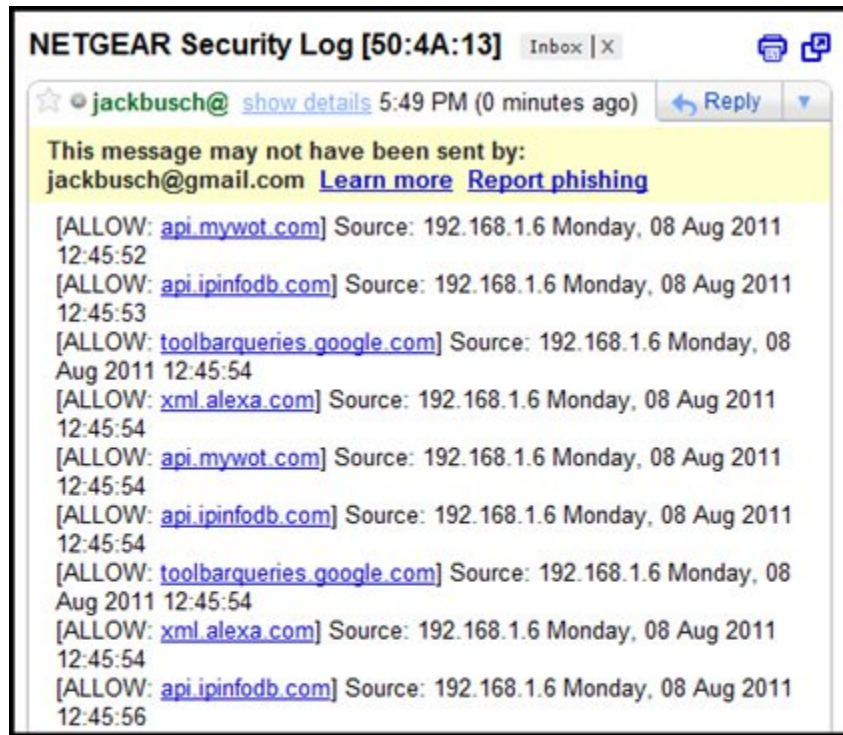 NETGEAR Security Log [50:4A:13] Inbox | X
jackbusch@ show details 5:49 PM (0 minutes ago) Reply
This message may not have been sent by:
jackbusch@gmail.com Learn more Report phishing
[ALLOW: api.mywot.com] Source: 192.168.1.6 Monday, 08 Aug 2011
12:45:52
[ALLOW: api.ipinfodb.com] Source: 192.168.1.6 Monday, 08 Aug 2011
12:45:53
[ALLOW: toolbarqueries.google.com] Source: 192.168.1.6 Monday, 08
Aug 2011 12:45:54
[ALLOW: xml.alexa.com] Source: 192.168.1.6 Monday, 08 Aug 2011
12:45:54
[ALLOW: api.mywot.com] Source: 192.168.1.6 Monday, 08 Aug 2011
12:45:54
[ALLOW: api.ipinfodb.com] Source: 192.168.1.6 Monday, 08 Aug 2011
12:45:54
[ALLOW: toolbarqueries.google.com] Source: 192.168.1.6 Monday, 08
Aug 2011 12:45:54
[ALLOW: xml.alexa.com] Source: 192.168.1.6 Monday, 08 Aug 2011
12:45:54
[ALLOW: api.ipinfodb.com] Source: 192.168.1.6 Monday, 08 Aug 2011
12:45:56